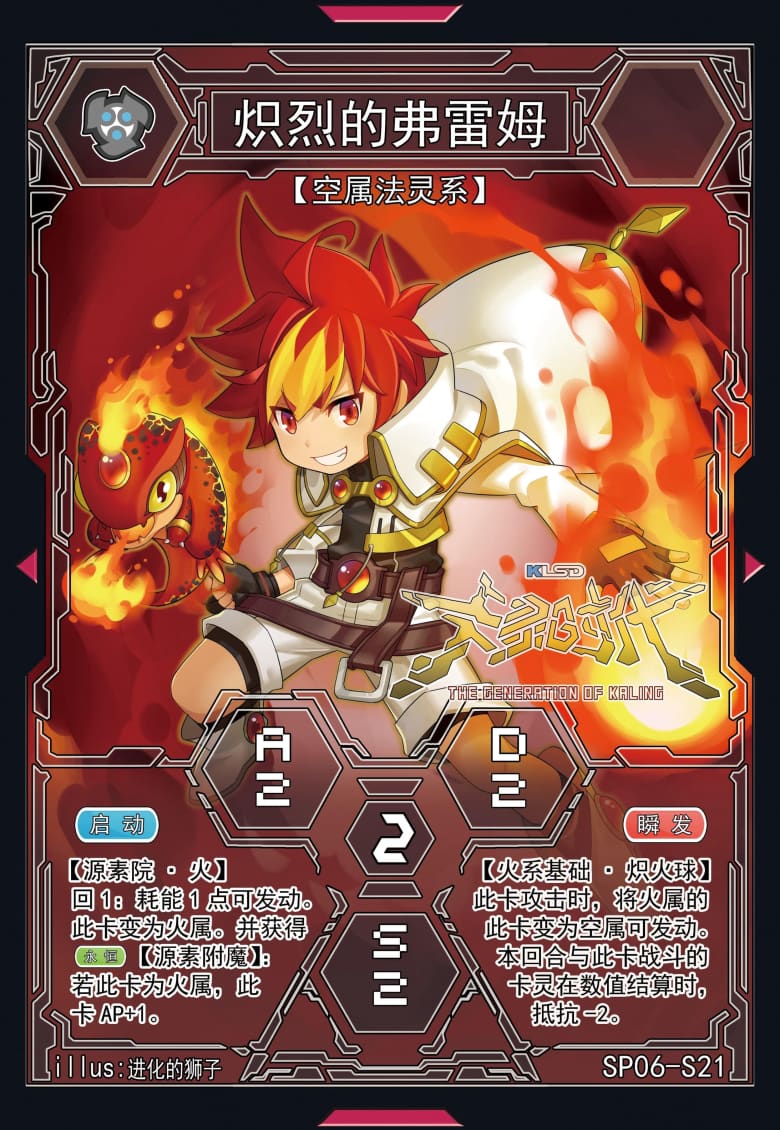 炽烈的弗雷姆
【空属法灵系】
KLSD
THE GENERATION OF KALING
A
2
D
2
2
S
2
启动
【源素院·火】
回1：耗能1点可发动。
此卡变为火属。并获得
永恒【源素附魔】：
若此卡为火属，此
卡AP+1。
瞬发
【火系基础·炽火球】
此卡攻击时，将火属的
此卡变为空属可发动。
本回合与此卡战斗的
卡灵在数值结算时，
抵抗-2。
illus:进化的狮子
SP06-S21